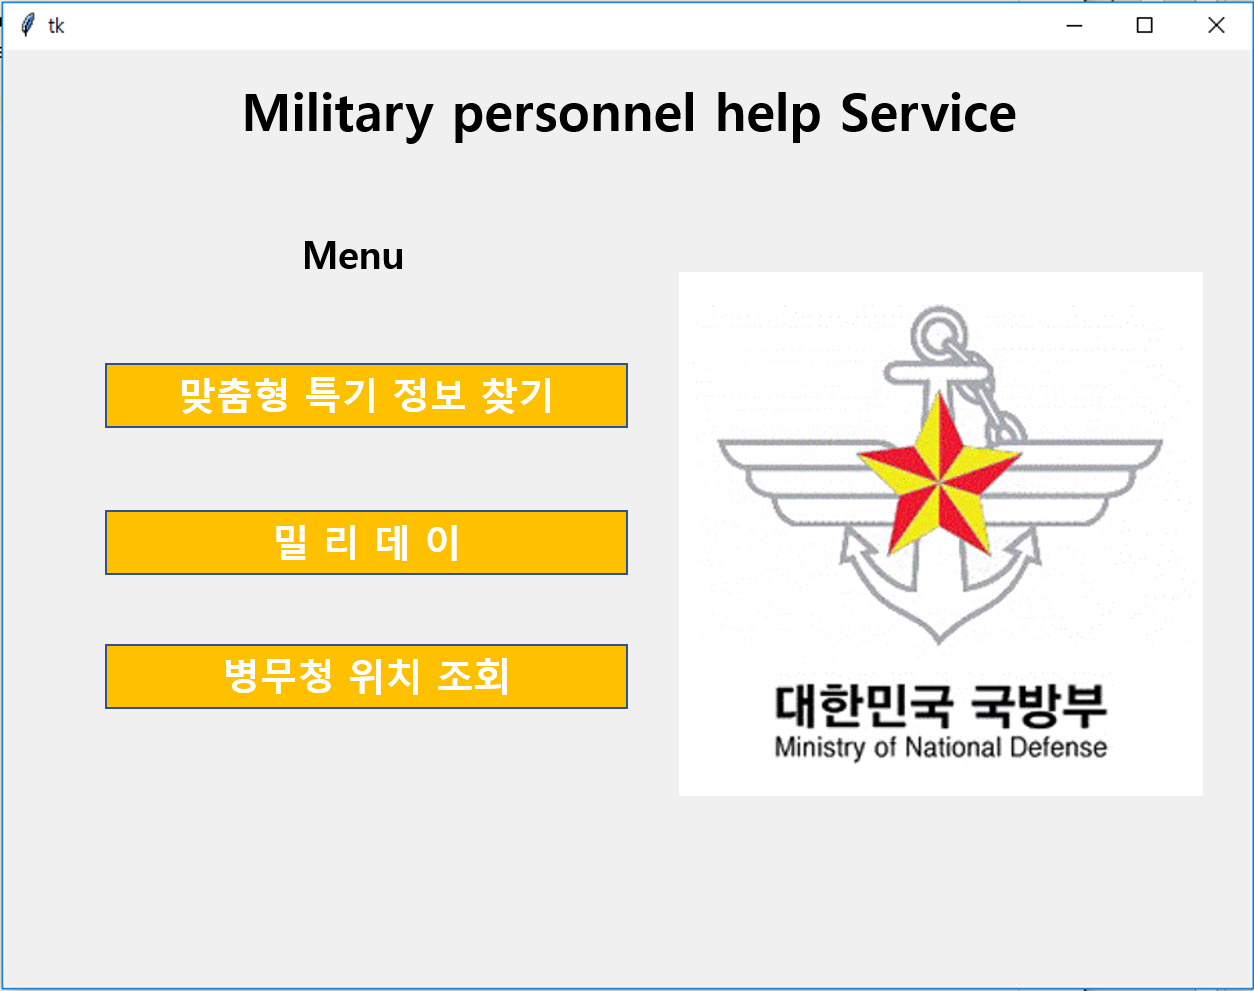 tk
Military personnel help Service
Menu
맞춤형 특기 정보 찾기
밀 리 데 이
병무청 위치 조회
대한민국 국방부
Ministry of National Defense